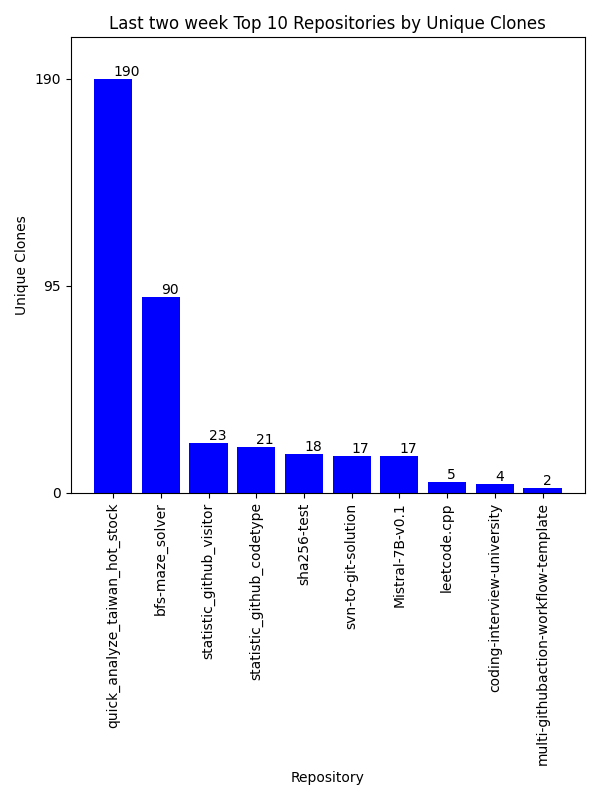 Last two week Top 10 Repositories by Unique Clones
Unique Clones
190
95
0
190
90
23
21
18
17
17
5
4
2
quick_analyze_taiwan_hot_stock
bfs-maze_solver
statistic_github_visitor
statistic_github_codetype
sha256-test
svn-to-git-solution
Mistral-7B-v0.1
leetcode.cpp
coding-interview-university
multi-githubaction-workflow-template
Repository